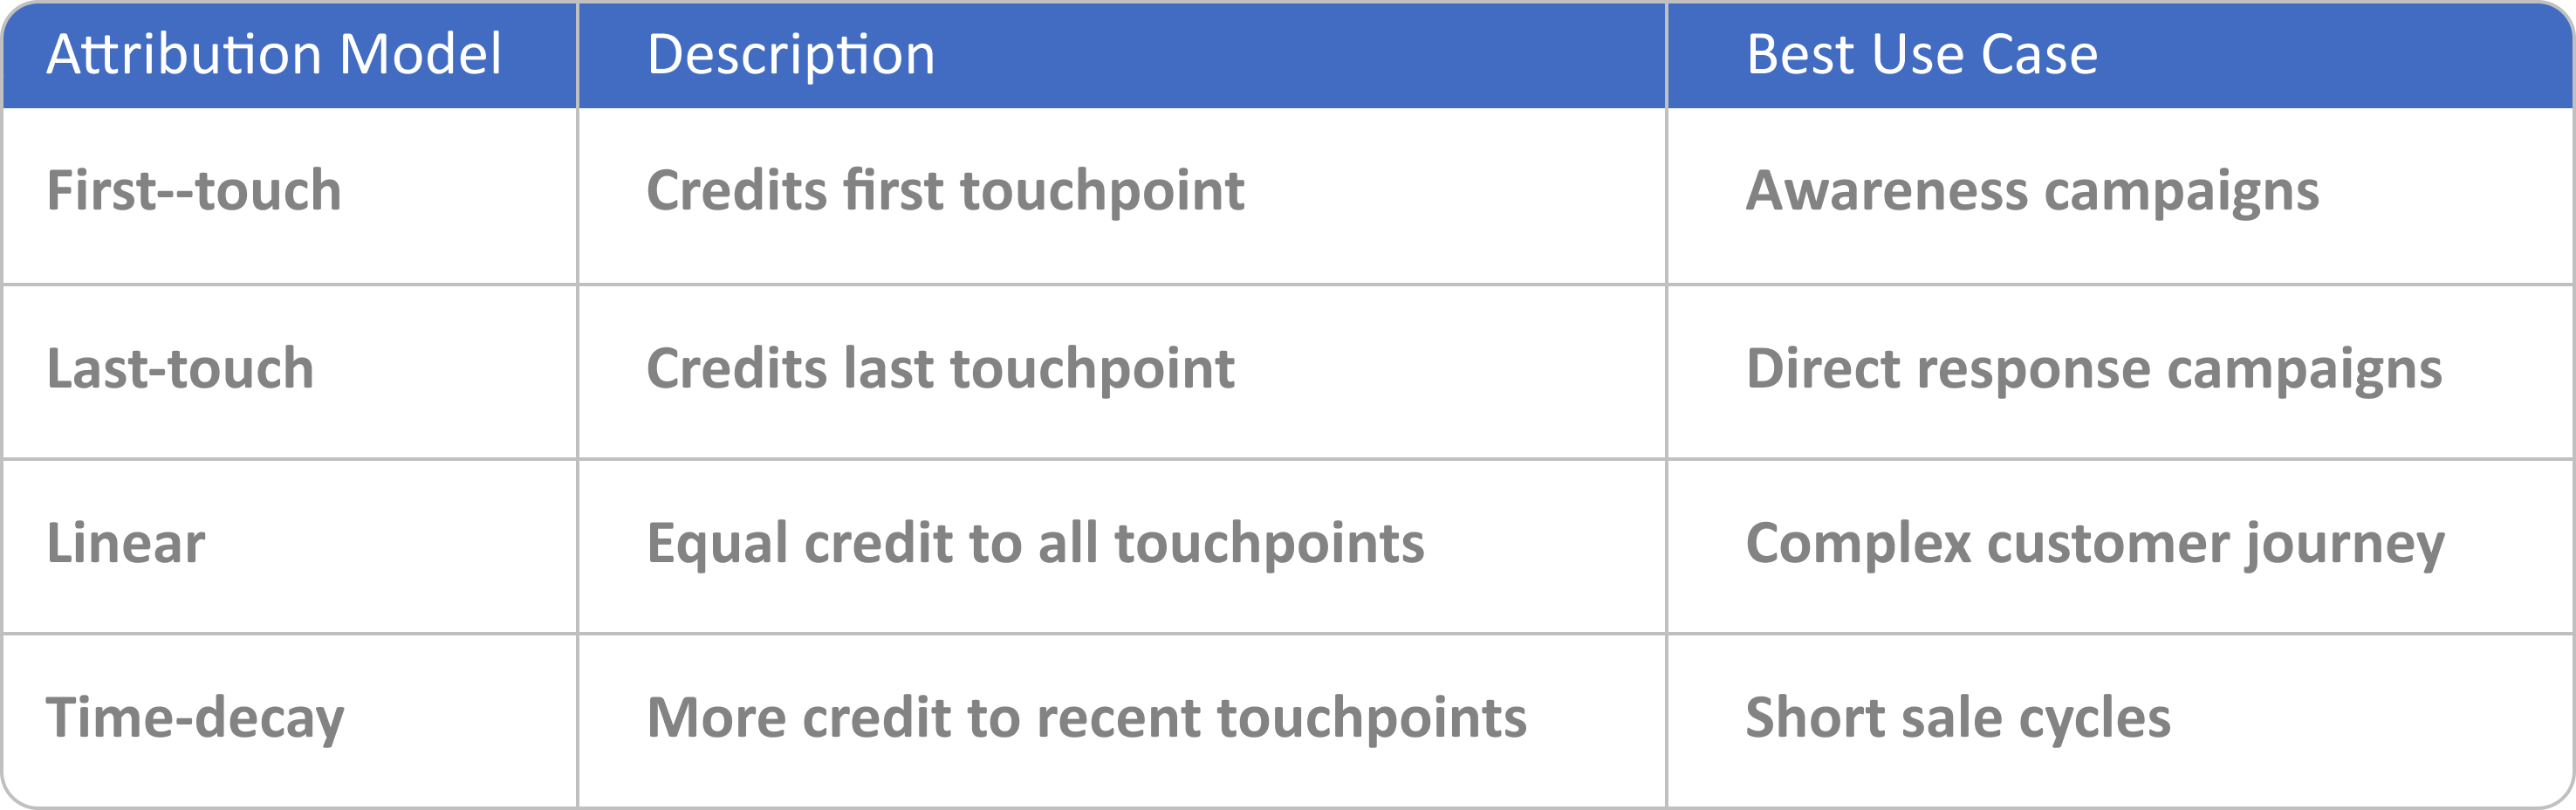 Attribution Model Description Best Use Case
First--touch Credits first touchpoint Awareness campaigns
Last-touch Credits last touchpoint Direct response campaigns
Linear Equal credit to all touchpoints Complex customer journey
Time-decay More credit to recent touchpoints Short sale cycles